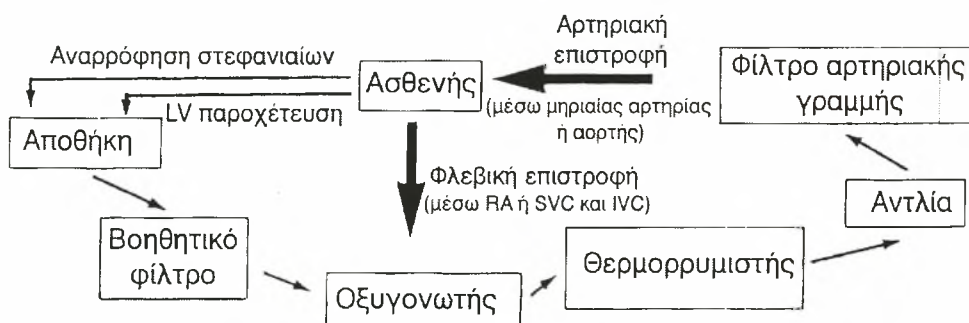 Αναρρόφηση στεφανιαίων
LV παροχέτευση
Αποθήκη
Ασθενής
Αρτηριακή
επιστροφή
(μέσω μηριαίας αρτηρίας
ή αορτής)
Φίλτρο αρτηριακής
γραμμής
Φλεβική επιστροφή
(μέσω RA ή SVC και IVC)
Αντλία
Βοηθητικό
φίλτρο
Οξυγονωτής
Θερμορρυμιστής